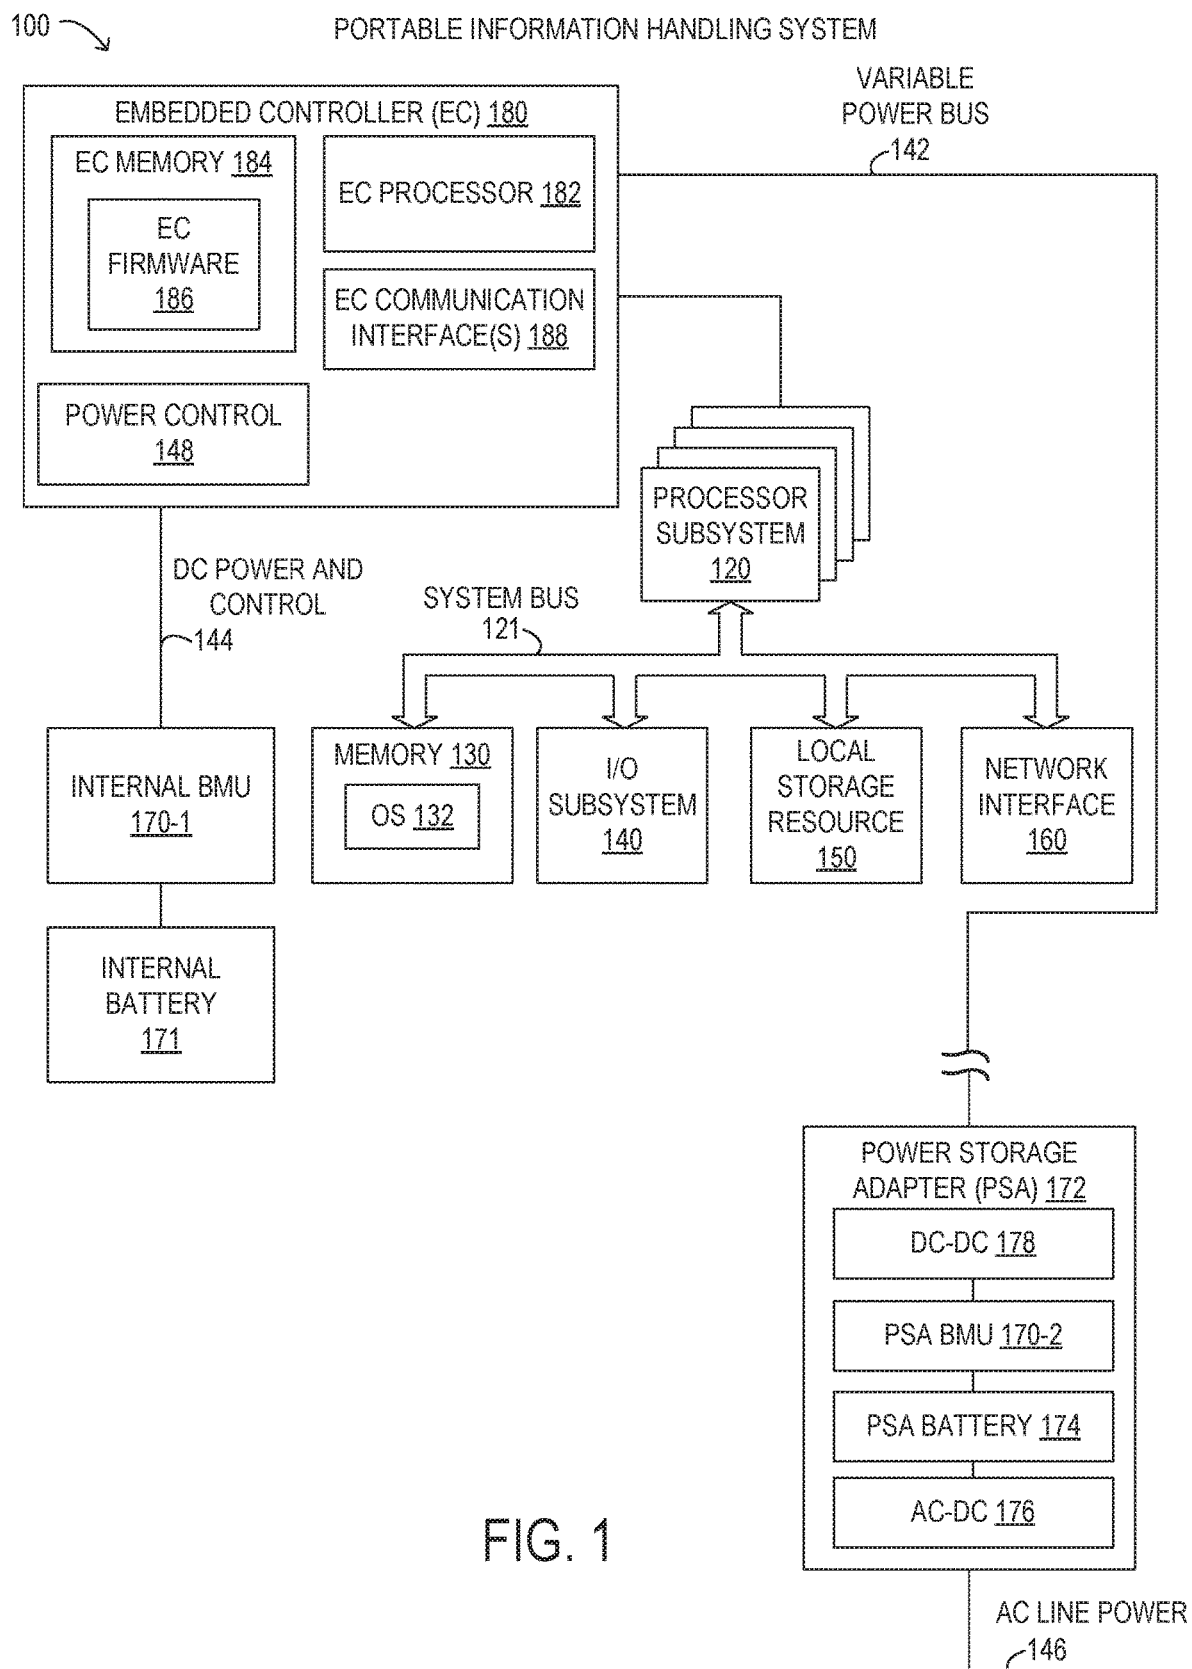 100
PORTABLE INFORMATION HANDLING SYSTEM
VARIABLE
POWER BUS
142
EMBEDDED CONTROLLER (EC) 180
EC MEMORY 184
EC
FIRMWARE
186
EC PROCESSOR 182
EC COMMUNICATION
INTERFACE(S) 188
POWER CONTROL
148
PROCESSOR
SUBSYSTEM
120
DC POWER AND
CONTROL
144
SYSTEM BUS
121
INTERNAL BMU
170-1
MEMORY 130
OS 132
I/O
SUBSYSTEM
140
LOCAL
STORAGE
RESOURCE
150
NETWORK
INTERFACE
160
INTERNAL
BATTERY
171
POWER STORAGE
ADAPTER (PSA) 172
DC-DC 178
PSA BMU 170-2
PSA BATTERY 174
AC-DC 176
FIG. 1
AC LINE POWER
146